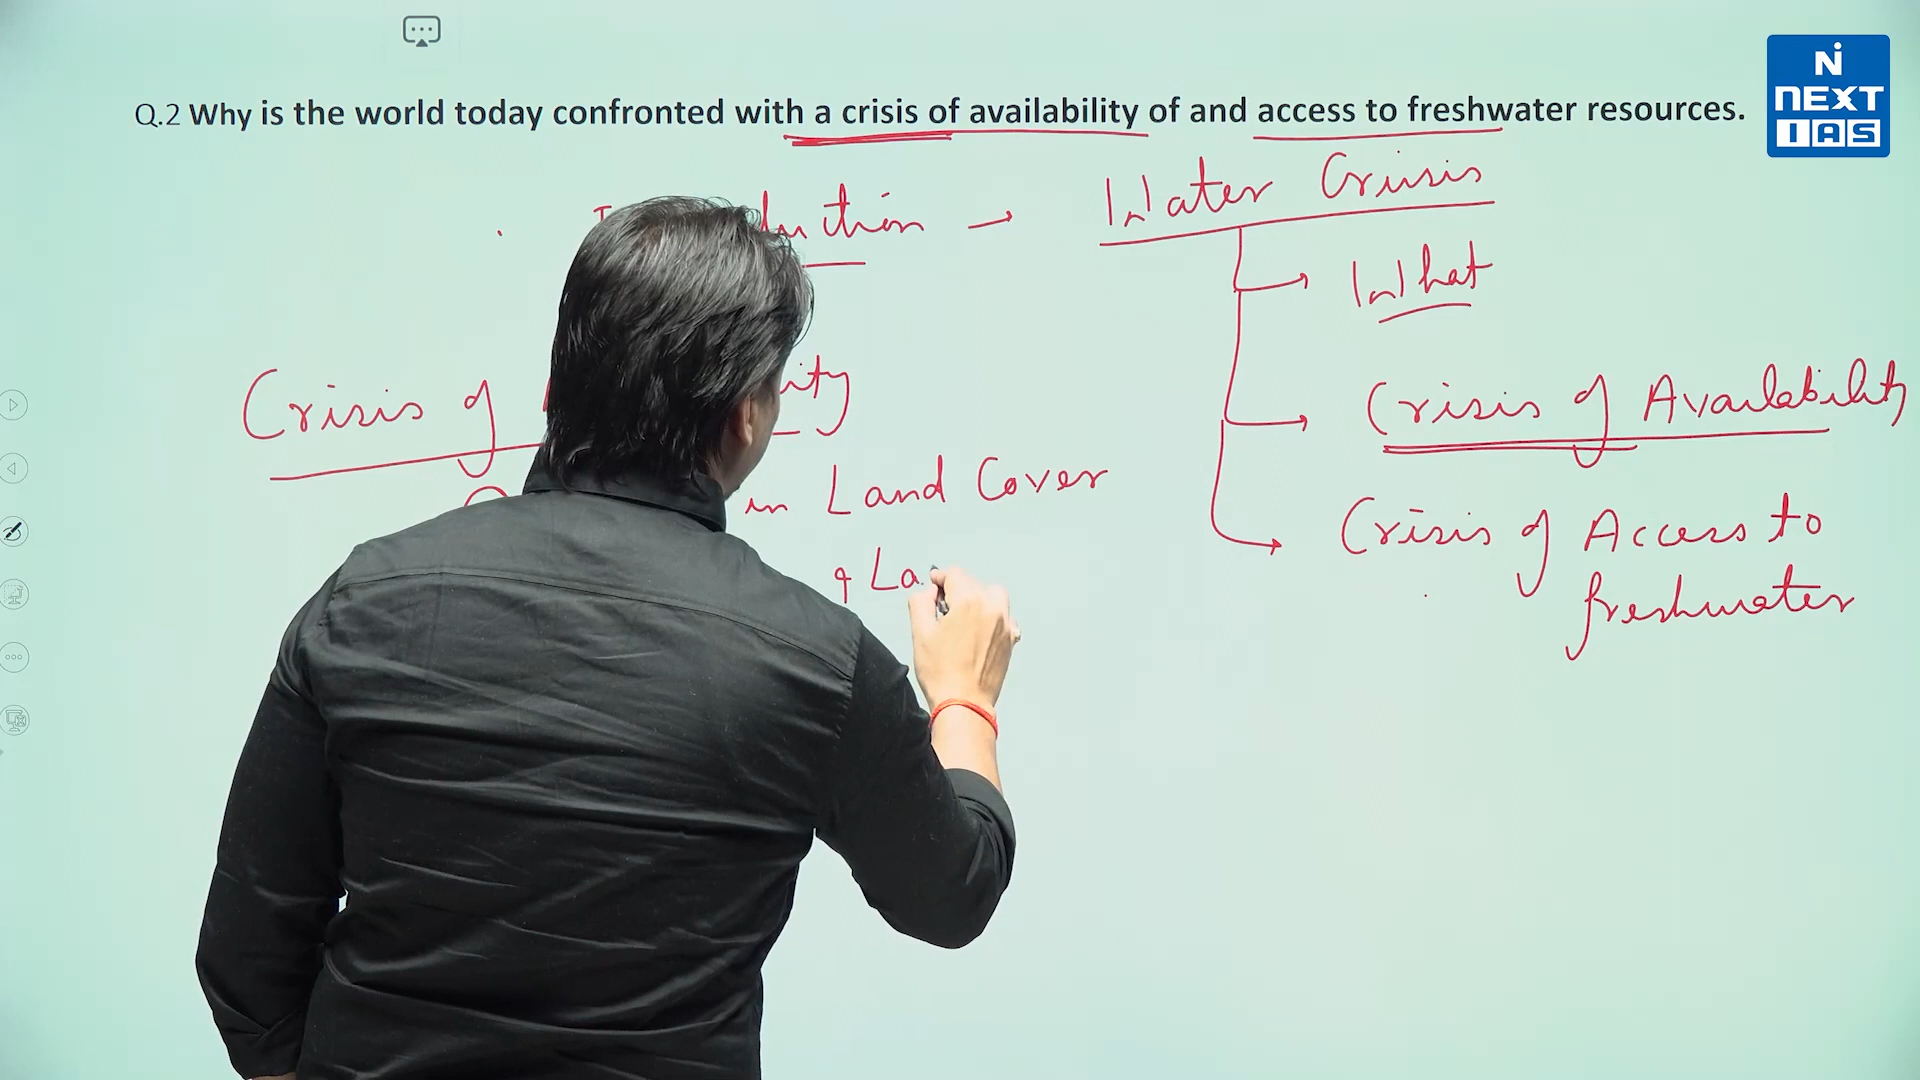 Q.2 Why is the world today confronted with a crisis of availability of and access to freshwater resources.
N
NEXT
IAS
Water Crisis
What
Crisis of
Crisis of Availability
in Land Cover
Crisis of Access to
freshwater